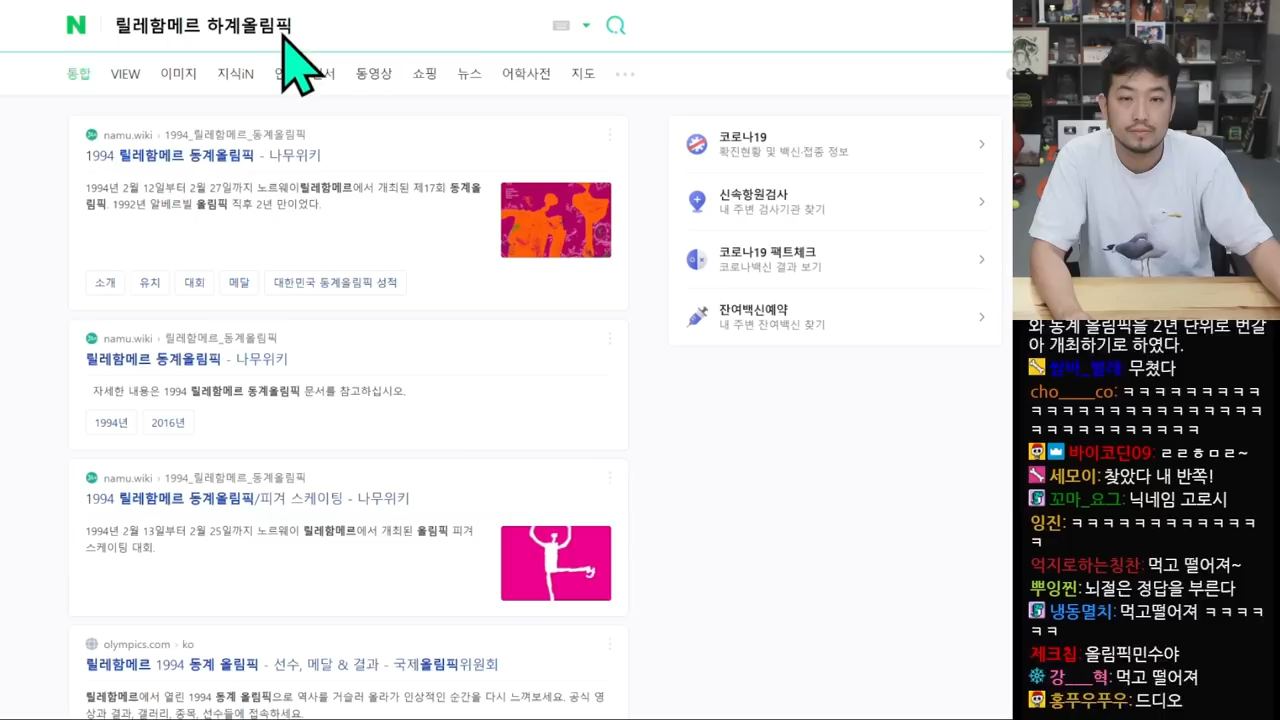 N 릴레함메르 하계올림픽
통합 VIEW 이미지 지식iN 동영상 쇼핑 뉴스 어학사전 지도
namu.wiki › 1994_릴레함메르_동계올림픽
1994 릴레함메르 동계올림픽 - 나무위키
1994년 2월 12일부터 2월 27일까지 노르웨이릴레함메르에서 개최된 제17회 동계올
림픽. 1992년 알베르빌 올림픽 직후 2년 만이었다.
소개 유치 대회 메달 대한민국 동계올림픽 성적
namu.wiki › 릴레함메르_동계올림픽
릴레함메르 동계올림픽 - 나무위키
자세한 내용은 1994 릴레함메르 동계올림픽 문서를 참고하십시오.
1994년 2016년
namu.wiki › 1994_릴레함메르_동계올림픽
1994 릴레함메르 동계올림픽/피겨 스케이팅 - 나무위키
1994년 2월 13일부터 2월 25일까지 노르웨이 릴레함메르에서 개최된 올림픽 피겨
스케이팅 대회.
olympics.com › ko
릴레함메르 1994 동계 올림픽 - 선수, 메달 & 결과 - 국제올림픽위원회
릴레함메르에서 열린 1994 동계 올림픽으로 역사를 거슬러 올라가 인상적인 순간을 다시 느껴보세요. 공식 영
상과 결과, 갤러리, 종목, 선수들에 접속하세요.
코로나19
확진현황 및 백신·접종 정보
신속항원검사
내 주변 검사기관 찾기
코로나19 팩트체크
코로나백신 결과 보기
잔여백신예약
내 주변 잔여백신 찾기
와 동계 올림픽을 2년 단위로 번갈
아 개최하기로 하였다.
무쳤다
cho____co: ㅋㅋㅋㅋㅋㅋㅋㅋㅋ
ㅋㅋㅋㅋㅋㅋㅋㅋㅋㅋㅋㅋㅋㅋㅋ
ㅋㅋㅋㅋㅋㅋㅋㅋㅋㅋㅋ
바이코딘09: ㄹㄹㅎㅁㄹ~
세모이: 찾았다 내 반쪽!
꼬마_요그: 닉네임 고로시
잉진: ㅋㅋㅋㅋㅋㅋㅋㅋㅋㅋㅋㅋ
ㅋ
억지로하는칭찬: 먹고 떨어져~
뿌잉찐: 뇌절은 정답을 부른다
냉동멸치: 먹고떨어져 ㅋㅋㅋㅋ
ㅋㅋ
제크칩: 올림픽민수야
강___혁: 먹고 떨어져
홍푸우푸우: 드디오